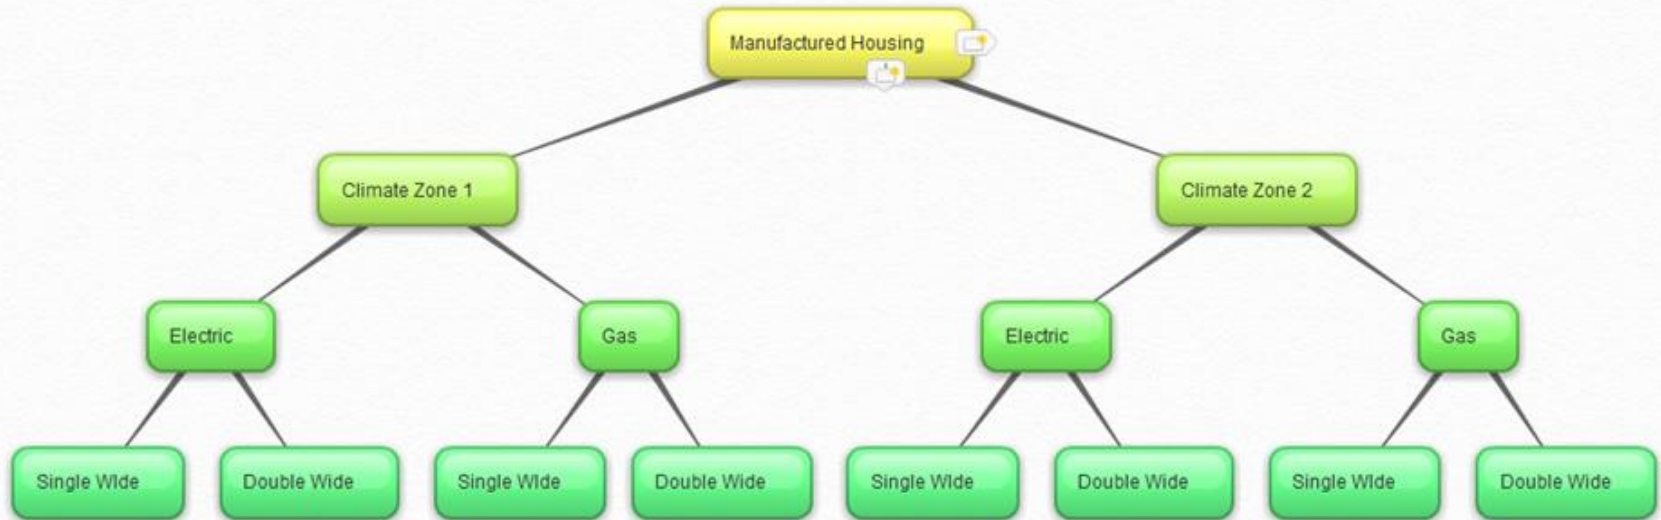 Manufactured Housing
Climate Zone 1
Climate Zone 2
Electric
Gas
Electric
Gas
Single WIde
Double Wide
Single WIde
Double Wide
Single WIde
Double Wide
Single WIde
Double Wide